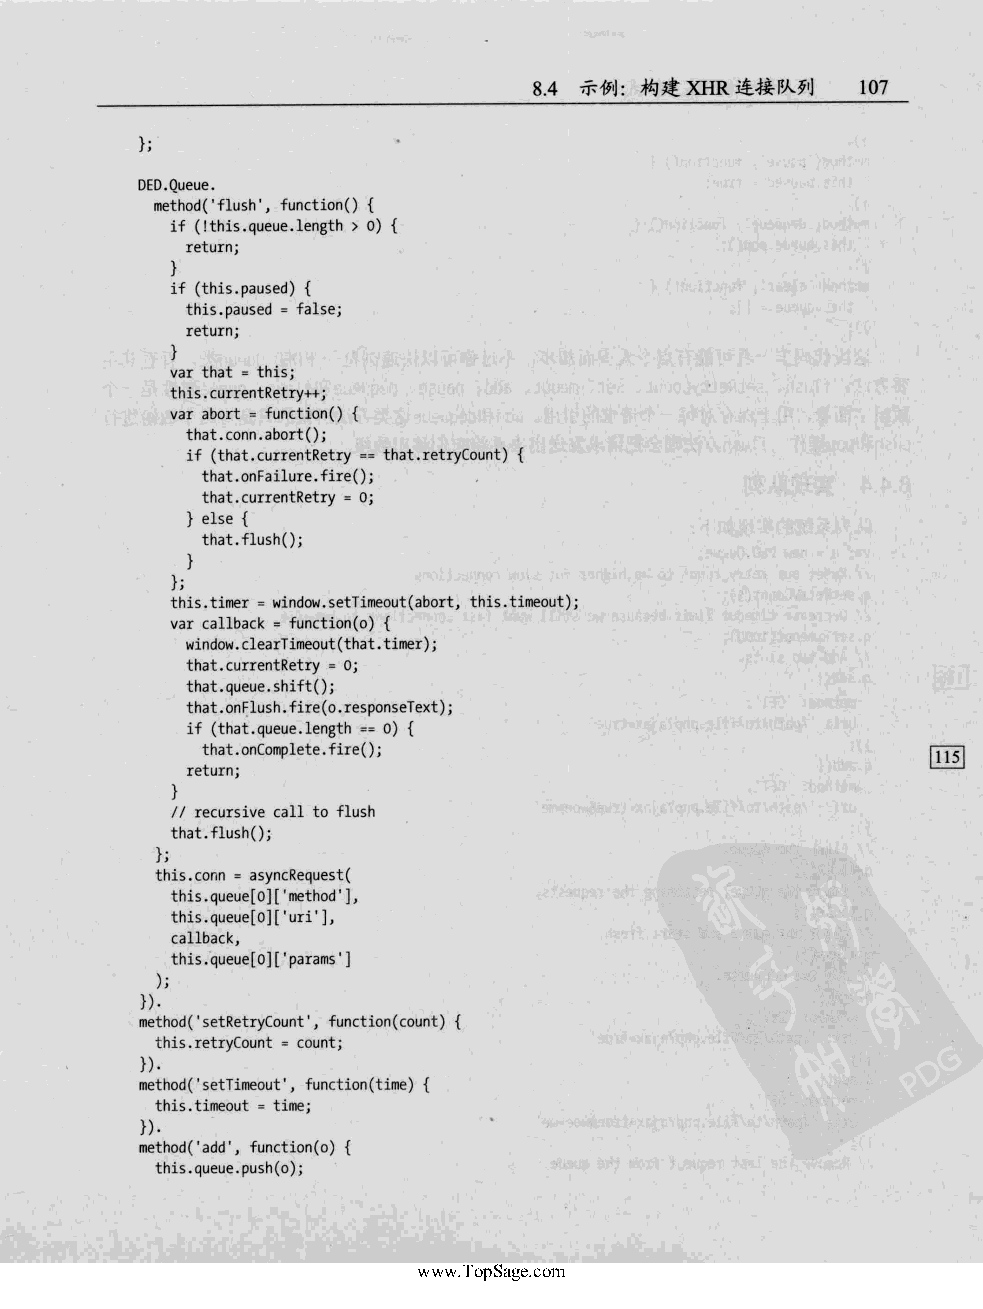 8.4 示例：构建 XHR 连接队列 107
};
DED.Queue.
method('flush', function() {
if (!this.queue.length > 0) {
return;
}
if (this.paused) {
this.paused = false;
return;
}
var that = this;
this.currentRetry++;
var abort = function() {
that.conn.abort();
if (that.currentRetry == that.retryCount) {
that.onFailure.fire();
that.currentRetry = 0;
} else {
that.flush();
}
};
this.timer = window.setTimeout(abort, this.timeout);
var callback = function(o) {
window.clearTimeout(that.timer);
that.currentRetry = 0;
that.queue.shift();
that.onFlush.fire(o.responseText);
if (that.queue.length == 0) {
that.onComplete.fire();
return;
}
// recursive call to flush
that.flush();
};
this.conn = asyncRequest(
this.queue[0]['method'],
this.queue[0]['uri'],
callback,
this.queue[0]['params']
);
}).
method('setRetryCount', function(count) {
this.retryCount = count;
}).
method('setTimeout', function(time) {
this.timeout = time;
}).
method('add', function(o) {
this.queue.push(o);
115
PDG
www.TopSage.com